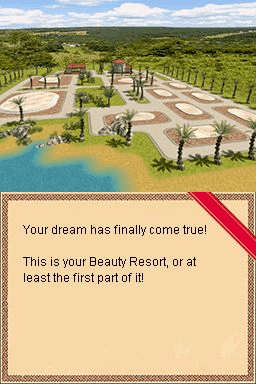 Your dream has finally come true!
This is your Beauty Resort, or at
least the first part of it!